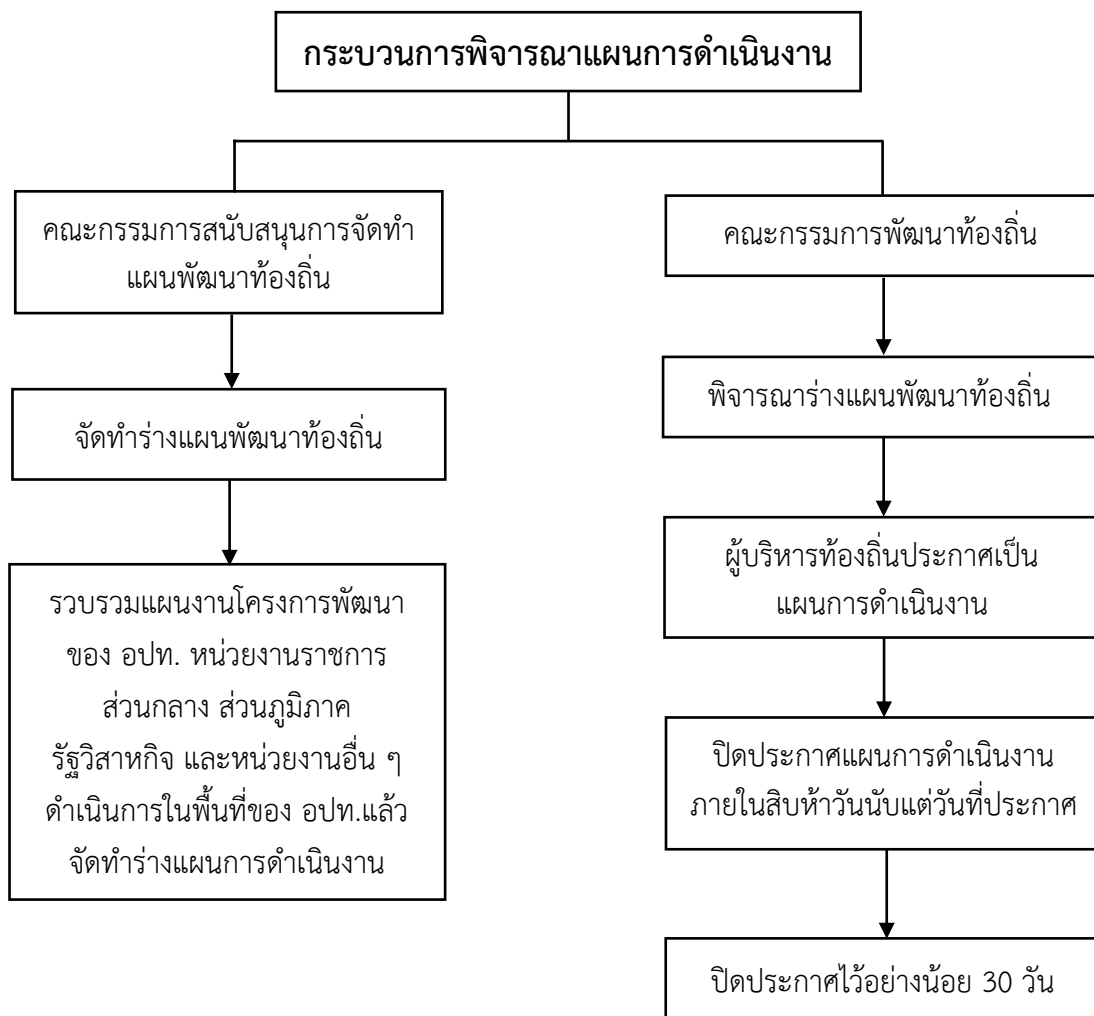 กระบวนการพิจารณาแผนการดำเนินงาน
คณะกรรมการสนับสนุนการจัดทำ
แผนพัฒนาท้องถิ่น
จัดทำร่างแผนพัฒนาท้องถิ่น
รวบรวมแผนงานโครงการพัฒนา
ของ อปท. หน่วยงานราชการ
ส่วนกลาง ส่วนภูมิภาค
รัฐวิสาหกิจ และหน่วยงานอื่น ๆ
ดำเนินการในพื้นที่ของ อปท.แล้ว
จัดทำร่างแผนการดำเนินงาน
คณะกรรมการพัฒนาท้องถิ่น
พิจารณาร่างแผนพัฒนาท้องถิ่น
ผู้บริหารท้องถิ่นประกาศเป็น
แผนการดำเนินงาน
ปิดประกาศแผนการดำเนินงาน
ภายในสิบห้าวันนับแต่วันที่ประกาศ
ปิดประกาศไว้อย่างน้อย 30 วัน